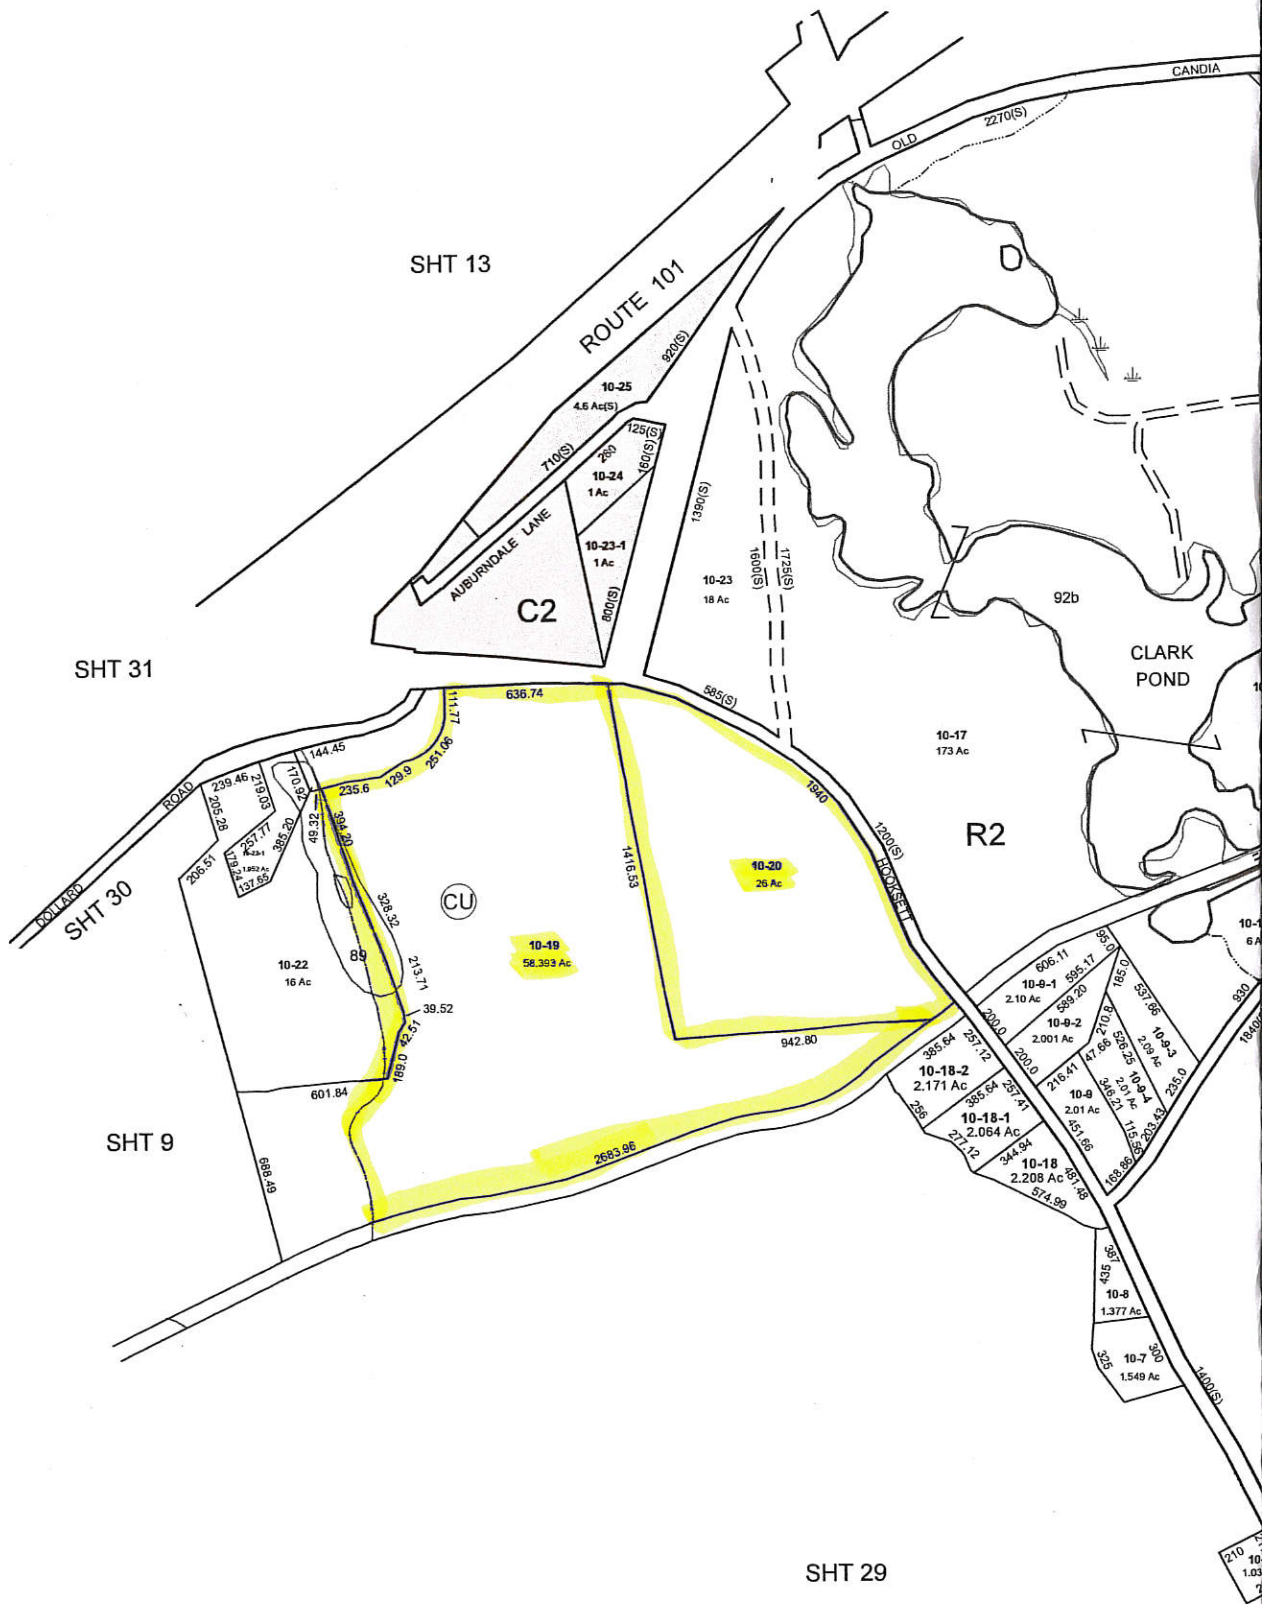 CANDIA
OLD
2270(S)
SHT 13
ROUTE 101
920(S)
10-25
4.6 Ac(S)
710(S)
125(S)
260
160(S)
10-24
1 Ac
AUBURNDALE LANE
10-23-1
1 Ac
C2
800(S)
1390(S)
1600(S)
1725(S)
10-23
18 Ac
92b
CLARK
POND
SHT 31
585(S)
636.74
111.77
251.06
129.9
235.6
144.45
170.92
239.46
219.03
205.28
ROAD
DOLLARD
SHT 30
206.51
257.77
179.24
1.952 Ac
137.65
385.20
49.32
394.20
328.32
213.71
39.52
42.51
189.0
89
CU
10-22
16 Ac
10-19
58.393 Ac
1416.53
10-20
26 Ac
1940
1200(S)
HOOKSETT
10-17
173 Ac
R2
942.80
2683.96
601.84
688.49
SHT 9
95.0
606.11
595.17
10-9-1
2.10 Ac
589.20
185.0
537.66
10-9-2
2.001 Ac
210.8
200.0
200.0
47.66
526.25
10-9-3
2.09 Ac
235.0
10-9-4
2.01 Ac
216.41
346.21
10-9
2.01 Ac
451.66
115.56
203.43
168.86
6 A
930
385.64
257.12
10-18-2
2.171 Ac
385.64
257.41
256
10-18-1
2.064 Ac
277.12
344.94
10-18
2.208 Ac
481.48
574.99
387
435
10-8
1.377 Ac
325
300
10-7
1.549 Ac
1400(S)
210
SHT 29